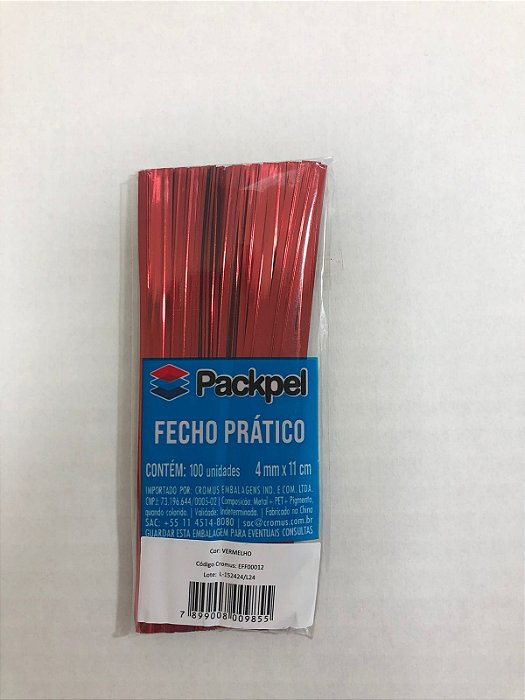 Packpel
FECHO PRÁTICO
CONTÉM: 100 unidades 4 mm x 11 cm
IMPORTADO POR: CROMUS EMBALAGENS IND. E COM. LTDA.
CNPJ: 73.196.644/0005-02 | Composição: Metal + PET + Pigmento,
quando colorido. | Validade: Indeterminada. | Fabricado na China
SAC: +55 11 4514-8080 | sac@cromus.com.br
GUARDAR ESTA EMBALAGEM PARA EVENTUAIS CONSULTAS
Cor: VERMELHO
Código Cromus: EFF00012
Lote: L-152424/L24
7 899008 009855